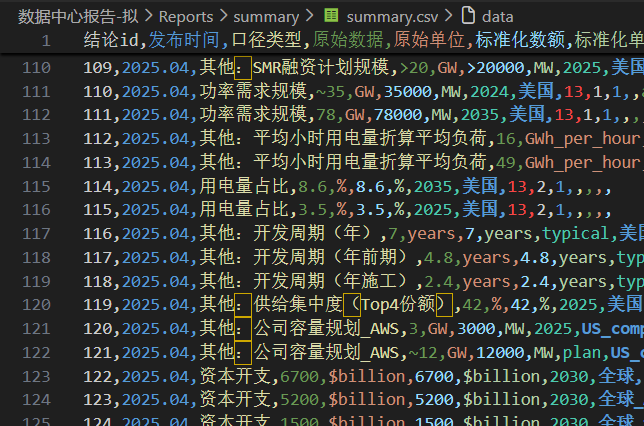 数据中心报告-拟 > Reports > summary > summary.csv > data
1 结论id,发布时间,口径类型,原始数据,原始单位,标准化数额,标准化单
110 109,2025.04,其他：SMR融资计划规模,>20,GW,>20000,MW,2025,美国
111 110,2025.04,功率需求规模,~35,GW,35000,MW,2024,美国,13,1,1,,
112 111,2025.04,功率需求规模,78,GW,78000,MW,2035,美国,13,1,1,,,
113 112,2025.04,其他：平均小时用电量折算平均负荷,16,GWh_per_hour,
114 113,2025.04,其他：平均小时用电量折算平均负荷,49,GWh_per_hour,
115 114,2025.04,用电量占比,8.6,%,8.6,%,2035,美国,13,2,1,,,,,
116 115,2025.04,用电量占比,3.5,%,3.5,%,2025,美国,13,2,1,,,,,
117 116,2025.04,其他：开发周期（年）,7,years,7,years,typical,美国
118 117,2025.04,其他：开发周期（年前期）,4.8,years,4.8,years,typ
119 118,2025.04,其他：开发周期（年施工）,2.4,years,2.4,years,typ
120 119,2025.04,其他：供给集中度（Top4份额）,42,%,42,%,2025,美国
121 120,2025.04,其他：公司容量规划_AWS,3,GW,3000,MW,2025,US_comp
122 121,2025.04,其他：公司容量规划_AWS,~12,GW,12000,MW,plan,US_c
123 122,2025.04,资本开支,6700,$billion,6700,$billion,2030,全球,
124 123,2025.04,资本开支,5200,$billion,5200,$billion,2030,全球_
125 124,2025.04,资本开支,1500,$billion,1500,$billion,2030,全球